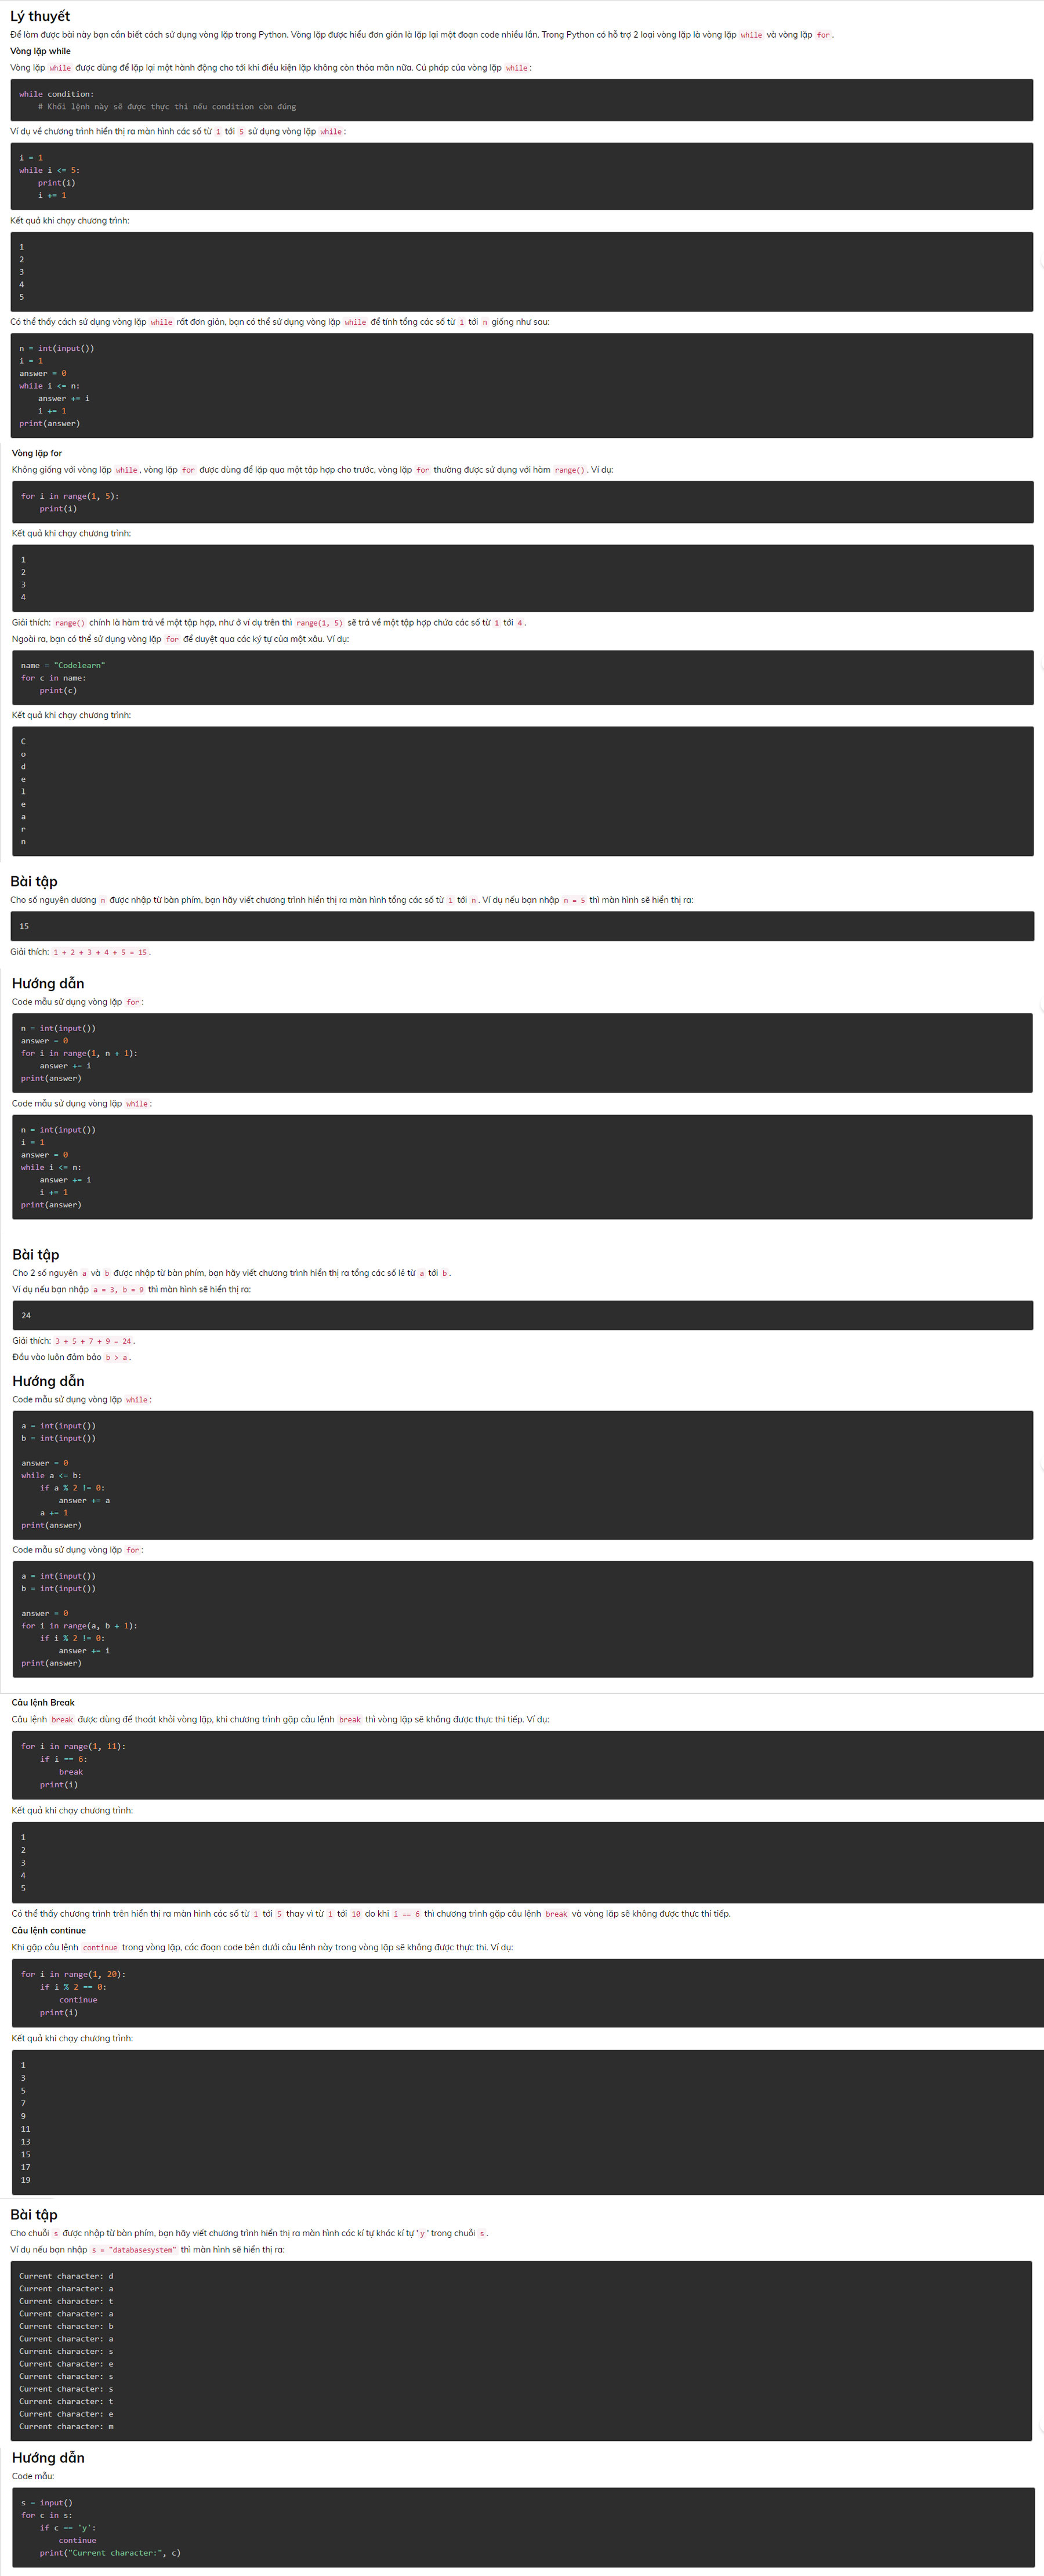 Lý thuyết
Để làm được bài này bạn cần biết cách sử dụng vòng lặp trong Python. Vòng lặp được hiểu đơn giản là lặp lại một đoạn code nhiều lần. Trong Python có hỗ trợ 2 loại vòng lặp là vòng lặp while và vòng lặp for.
Vòng lặp while
Vòng lặp while được dùng để lặp lại một hành động cho tới khi điều kiện lặp không còn thỏa mãn nữa. Cú pháp của vòng lặp while:
while condition:
    # Khối lệnh này sẽ được thực thi nếu condition còn đúng
Ví dụ về chương trình hiển thị ra màn hình các số từ 1 tới 5 sử dụng vòng lặp while:
i = 1
while i <= 5:
    print(i)
    i += 1
Kết quả khi chạy chương trình:
1
2
3
4
5
Có thể thấy cách sử dụng vòng lặp while rất đơn giản, bạn có thể sử dụng vòng lặp while để tính tổng các số từ 1 tới n giống như sau:
n = int(input())
i = 1
answer = 0
while i <= n:
    answer += i
    i += 1
print(answer)
Vòng lặp for
Không giống với vòng lặp while, vòng lặp for được dùng để lặp qua một tập hợp cho trước, vòng lặp for thường được sử dụng với hàm range(). Ví dụ:
for i in range(1, 5):
    print(i)
Kết quả khi chạy chương trình:
1
2
3
4
Giải thích: range() chính là hàm trả về một tập hợp, như ở ví dụ trên thì range(1, 5) sẽ trả về một tập hợp chứa các số từ 1 tới 4.
Ngoài ra, bạn có thể sử dụng vòng lặp for để duyệt qua các ký tự của một xâu. Ví dụ:
name = "Codelearn"
for c in name:
    print(c)
Kết quả khi chạy chương trình:
C
o
d
e
l
e
a
r
n
Bài tập
Cho số nguyên dương n được nhập từ bàn phím, bạn hãy viết chương trình hiển thị ra màn hình tổng các số từ 1 tới n. Ví dụ nếu bạn nhập n = 5 thì màn hình sẽ hiển thị ra:
15
Giải thích: 1 + 2 + 3 + 4 + 5 = 15.
Hướng dẫn
Code mẫu sử dụng vòng lặp for:
n = int(input())
answer = 0
for i in range(1, n + 1):
    answer += i
print(answer)
Code mẫu sử dụng vòng lặp while:
n = int(input())
i = 1
answer = 0
while i <= n:
    answer += i
    i += 1
print(answer)
Bài tập
Cho 2 số nguyên a và b được nhập từ bàn phím, bạn hãy viết chương trình hiển thị ra tổng các số lẻ từ a tới b.
Ví dụ nếu bạn nhập a = 3, b = 9 thì màn hình sẽ hiển thị ra:
24
Giải thích: 3 + 5 + 7 + 9 = 24.
Đầu vào luôn đảm bảo b > a.
Hướng dẫn
Code mẫu sử dụng vòng lặp while:
a = int(input())
b = int(input())
answer = 0
while a <= b:
    if a % 2 != 0:
        answer += a
    a += 1
print(answer)
Code mẫu sử dụng vòng lặp for:
a = int(input())
b = int(input())
answer = 0
for i in range(a, b + 1):
    if i % 2 != 0:
        answer += i
print(answer)
Câu lệnh Break
Câu lệnh break được dùng để thoát khỏi vòng lặp, khi chương trình gặp câu lệnh break thì vòng lặp sẽ không được thực thi tiếp. Ví dụ:
for i in range(1, 11):
    if i == 6:
        break
    print(i)
Kết quả khi chạy chương trình:
1
2
3
4
5
Có thể thấy chương trình trên hiển thị ra màn hình các số từ 1 tới 5 thay vì từ 1 tới 10 do khi i == 6 thì chương trình gặp câu lệnh break và vòng lặp sẽ không được thực thi tiếp.
Câu lệnh continue
Khi gặp câu lệnh continue trong vòng lặp, các đoạn code bên dưới câu lênh này trong vòng lặp sẽ không được thực thi. Ví dụ:
for i in range(1, 20):
    if i % 2 == 0:
        continue
    print(i)
Kết quả khi chạy chương trình:
1
3
5
7
9
11
13
15
17
19
Bài tập
Cho chuỗi s được nhập từ bàn phím, bạn hãy viết chương trình hiển thị ra màn hình các kí tự khác kí tự 'y' trong chuỗi s.
Ví dụ nếu bạn nhập s = "databasesystem" thì màn hình sẽ hiển thị ra:
Current character: d
Current character: a
Current character: t
Current character: a
Current character: b
Current character: a
Current character: s
Current character: e
Current character: s
Current character: s
Current character: t
Current character: e
Current character: m
Hướng dẫn
Code mẫu:
s = input()
for c in s:
    if c == 'y':
        continue
    print("Current character:", c)